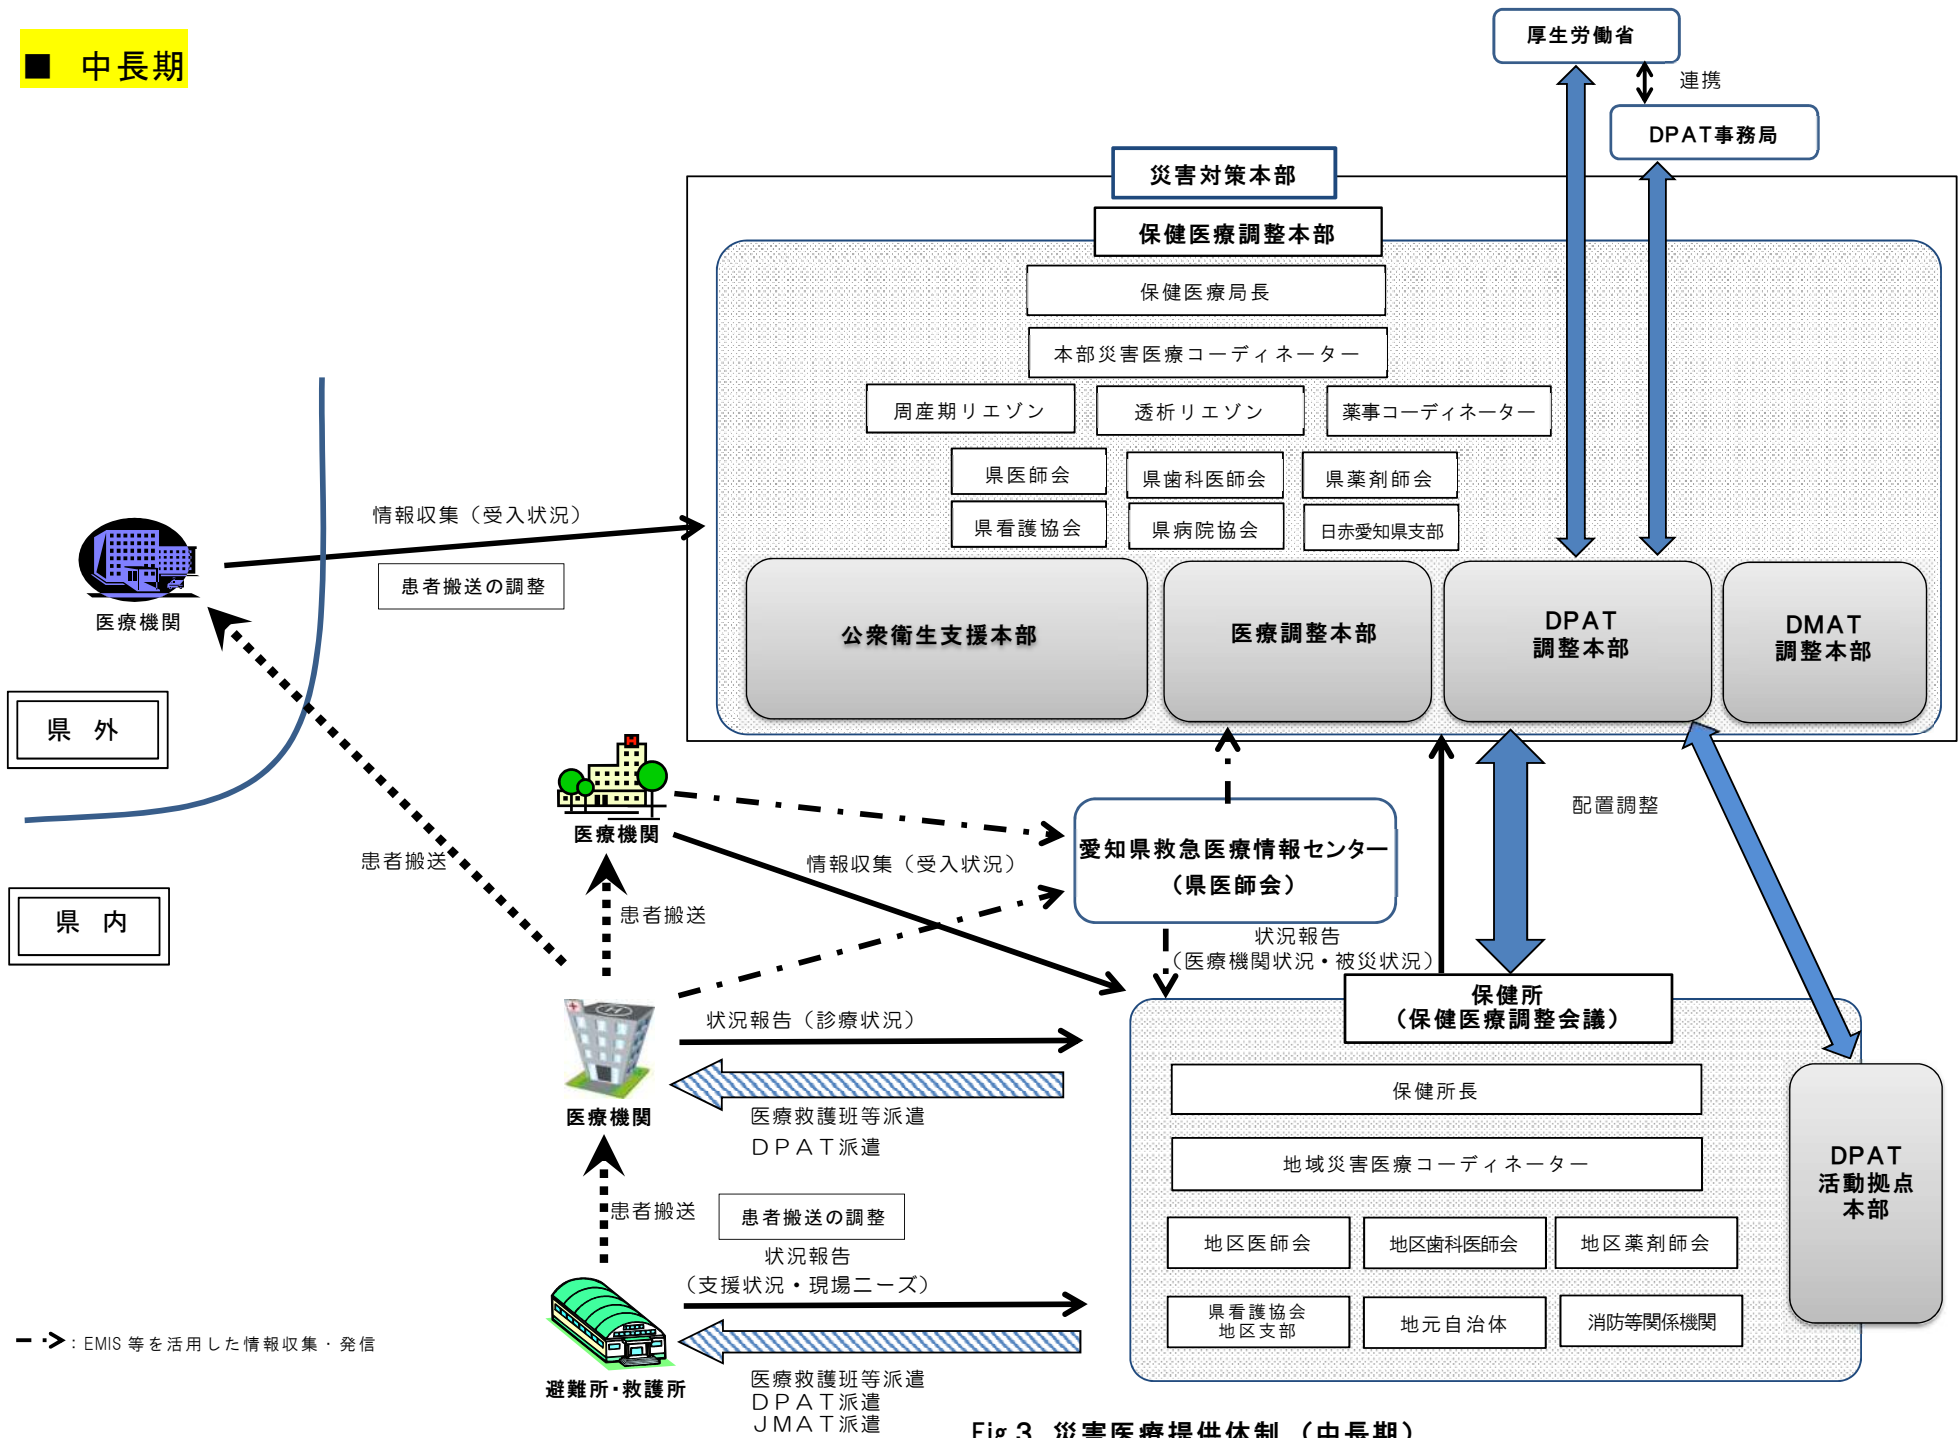 ■ 中長期
厚生労働省
連携
DPAT事務局
災害対策本部
保健医療調整本部
保健医療局長
本部災害医療コーディネーター
周産期リエゾン
透析リエゾン
薬事コーディネーター
県医師会
県歯科医師会
県薬剤師会
県看護協会
県病院協会
日赤愛知県支部
公衆衛生支援本部
医療調整本部
DPAT
調整本部
DMAT
調整本部
情報収集（受入状況）
患者搬送の調整
医療機関
県 外
県 内
患者搬送
医療機関
患者搬送
情報収集（受入状況）
愛知県救急医療情報センター
（県医師会）
配置調整
状況報告
（医療機関状況・被災状況）
保健所
（保健医療調整会議）
保健所長
地域災害医療コーディネーター
地区医師会
地区歯科医師会
地区薬剤師会
県看護協会
地区支部
地元自治体
消防等関係機関
DPAT
活動拠点
本部
状況報告（診療状況）
医療機関
医療救護班等派遣
ＤＰＡＴ派遣
患者搬送
患者搬送の調整
状況報告
（支援状況・現場ニーズ）
避難所･救護所
医療救護班等派遣
ＤＰＡＴ派遣
ＪＭＡＴ派遣
：EMIS 等を活用した情報収集・発信
Fig.3 災害医療提供体制 （中長期）